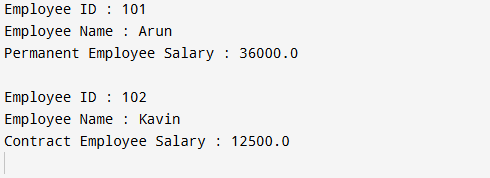 Employee ID : 101
Employee Name : Arun
Permanent Employee Salary : 36000.0
Employee ID : 102
Employee Name : Kavin
Contract Employee Salary : 12500.0